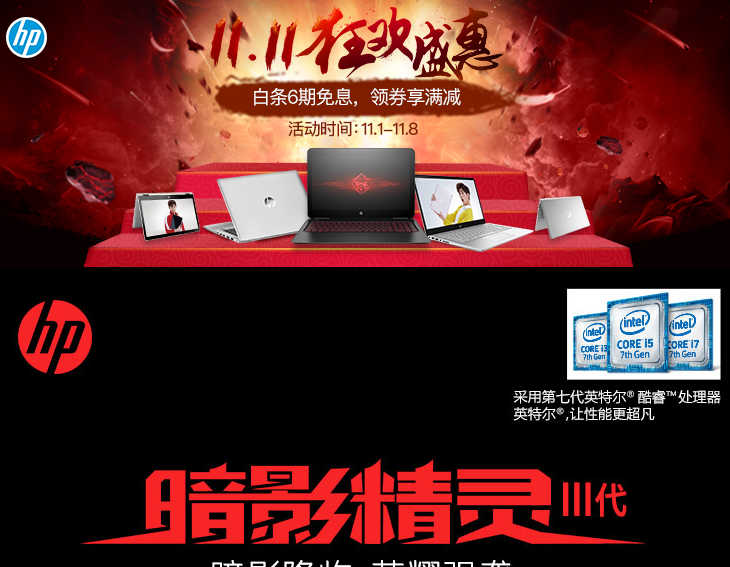 hp
11.11狂欢盛惠
白条6期免息，领券享满减
活动时间：11.1–11.8
hp
intel CORE i3 7th Gen
intel CORE i5 7th Gen
intel CORE i7 7th Gen
采用第七代英特尔® 酷睿™ 处理器
英特尔®,让性能更超凡
暗影精灵III代